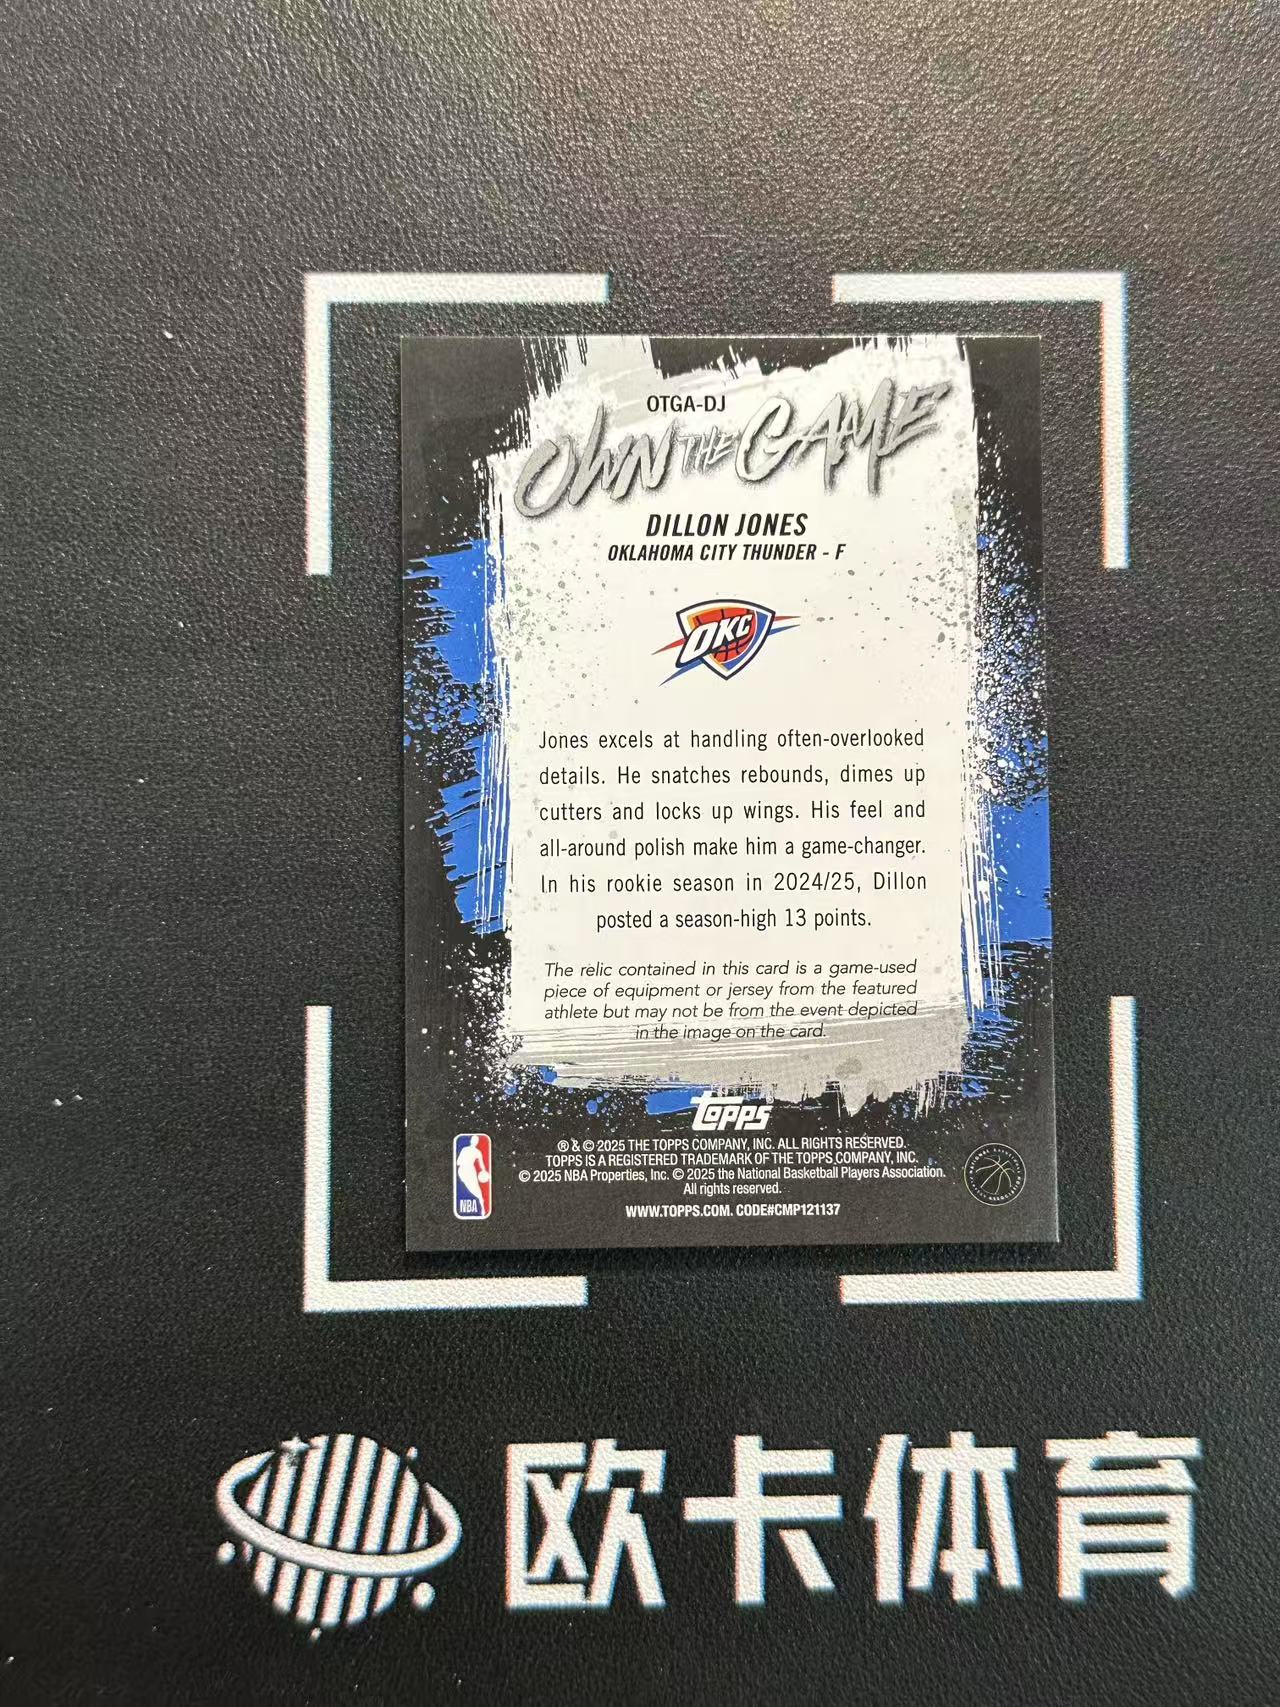 OTGA-DJ
OWN THE GAME
DILLON JONES
OKLAHOMA CITY THUNDER - F
OKC
Jones excels at handling often-overlooked
details. He snatches rebounds, dimes up
cutters and locks up wings. His feel and
all-around polish make him a game-changer.
In his rookie season in 2024/25, Dillon
posted a season-high 13 points.
The relic contained in this card is a game-used
piece of equipment or jersey from the featured
athlete but may not be from the event depicted
in the image on the card.
TOPPS
® & © 2025 THE TOPPS COMPANY, INC. ALL RIGHTS RESERVED.
TOPPS IS A REGISTERED TRADEMARK OF THE TOPPS COMPANY, INC.
© 2025 NBA Properties, Inc. © 2025 the National Basketball Players Association.
All rights reserved.
WWW.TOPPS.COM. CODE#CMP121137
NBA
欧卡体育